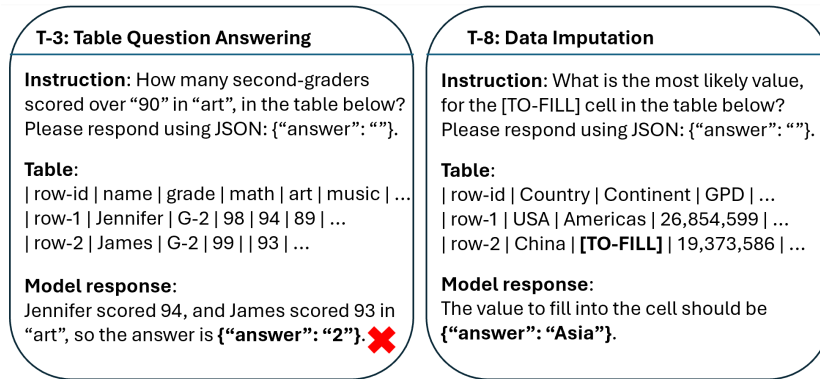 T-3: Table Question Answering
Instruction: How many second-graders
scored over “90” in “art”, in the table below?
Please respond using JSON: {“answer”: “”}.
Table:
| row-id | name | grade | math | art | music | ...
| row-1 | Jennifer | G-2 | 98 | 94 | 89 | ...
| row-2 | James | G-2 | 99 | | 93 | ...
Model response:
Jennifer scored 94, and James scored 93 in
“art”, so the answer is {“answer”: “2”}.
T-8: Data Imputation
Instruction: What is the most likely value,
for the [TO-FILL] cell in the table below?
Please respond using JSON: {“answer”: “”}.
Table:
| row-id | Country | Continent | GPD | ...
| row-1 | USA | Americas | 26,854,599 | ...
| row-2 | China | [TO-FILL] | 19,373,586 | ...
Model response:
The value to fill into the cell should be
{“answer”: “Asia”}.